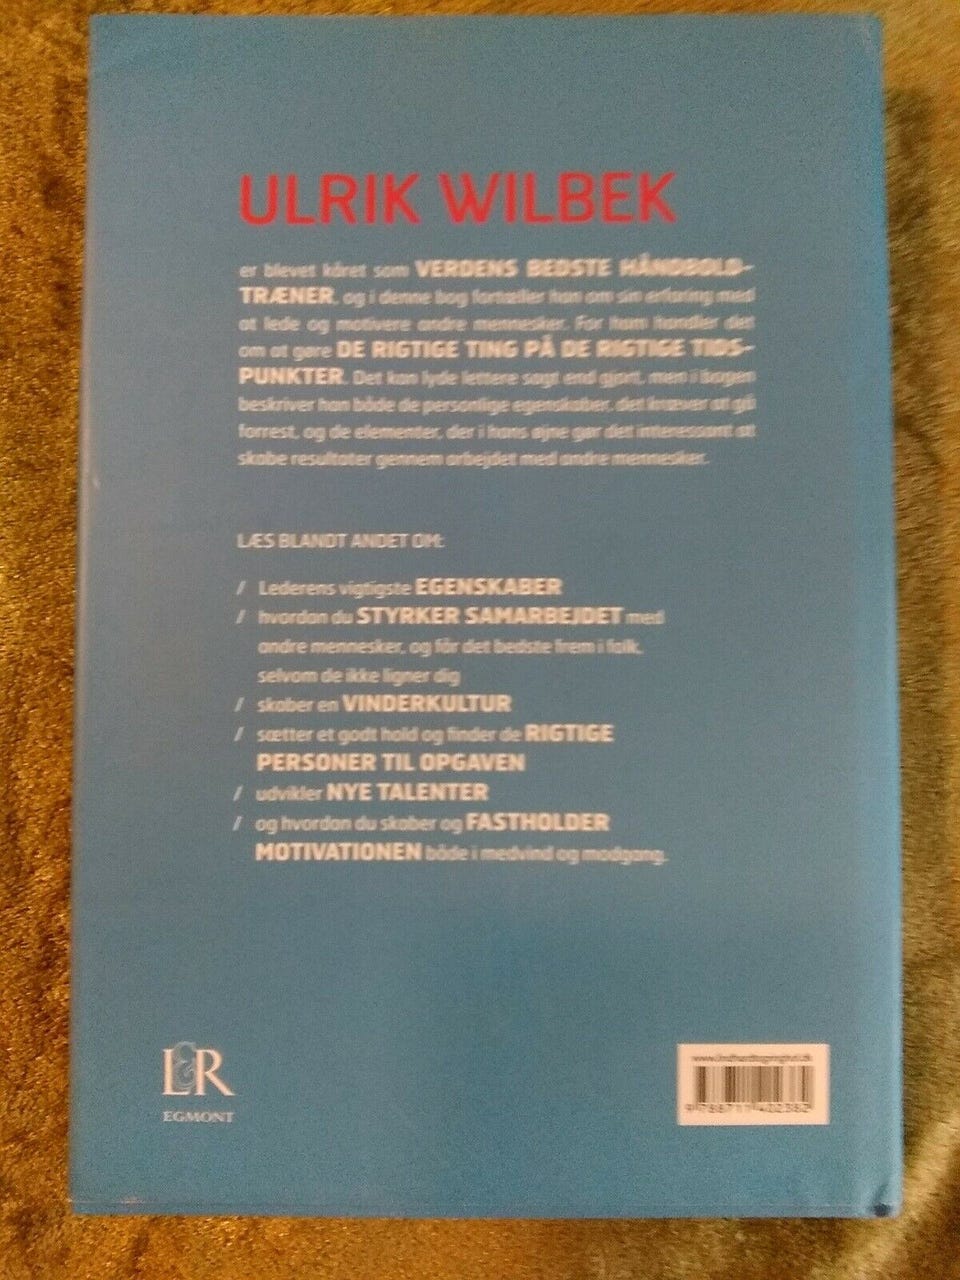 ULRIK WILBEK
er blevet kåret som VERDENS BEDSTE HÅNDBOLD-
TRÆNER, og i denne bog fortæller han om sin erfaring med
at lede og motivere andre mennesker. For ham handler det
om at gøre DE RIGTIGE TING PÅ DE RIGTIGE TIDS-
PUNKTER. Det kan lyde lettere sagt end gjort, men i bogen
beskriver han både de personlige egenskaber, det kræver at gå
forrest, og de elementer, der i hans øjne gør det interessant at
skabe resultater gennem arbejdet med andre mennesker.
LÆS BLANDT ANDET OM:
/ Lederens vigtigste EGENSKABER
/ hvordan du STYRKER SAMARBEJDET med
andre mennesker, og får det bedste frem i folk,
selvom de ikke ligner dig
/ skaber en VINDERKULTUR
/ sætter et godt hold og finder de RIGTIGE
PERSONER TIL OPGAVEN
/ udvikler NYE TALENTER
/ og hvordan du skaber og FASTHOLDER
MOTIVATIONEN både i medvind og modgang.
L&R
EGMONT
www.lindhardtogringhof.dk
9 788711 402382